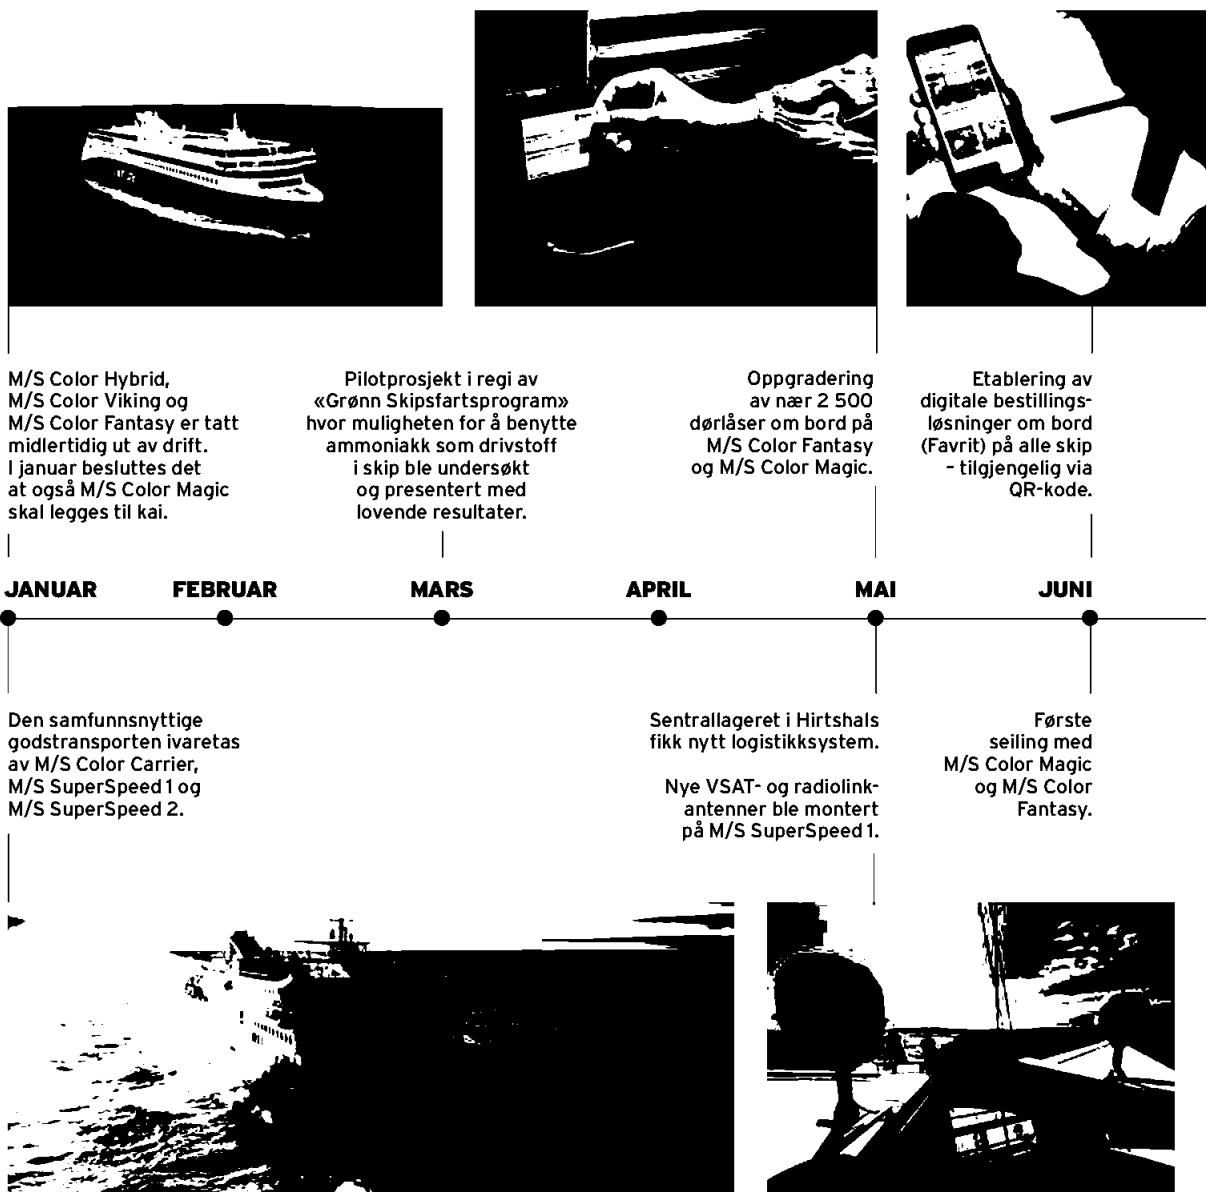 M/S Color Hybrid,
M/S Color Viking og
M/S Color Fantasy er tatt
midlertidig ut av drift.
I januar besluttes det
at også M/S Color Magic
skal legges til kai.
Pilotprosjekt i regi av
«Grønn Skipsfartsprogram»
hvor muligheten for å benytte
ammoniakk som drivstoff
i skip ble undersøkt
og presentert med
lovende resultater.
Oppgradering
av nær 2 500
dørlåser om bord på
M/S Color Fantasy
og M/S Color Magic.
Etablering av
digitale bestillings-
løsninger om bord
(Favrit) på alle skip
– tilgjengelig via
QR-kode.
JANUAR FEBRUAR MARS APRIL MAI JUNI
Den samfunnsnyttige
godstransporten ivaretas
av M/S Color Carrier,
M/S SuperSpeed 1 og
M/S SuperSpeed 2.
Sentrallageret i Hirtshals
fikk nytt logistikksystem.
Nye VSAT- og radiolink-
antenner ble montert
på M/S SuperSpeed 1.
Første
seiling med
M/S Color Magic
og M/S Color
Fantasy.